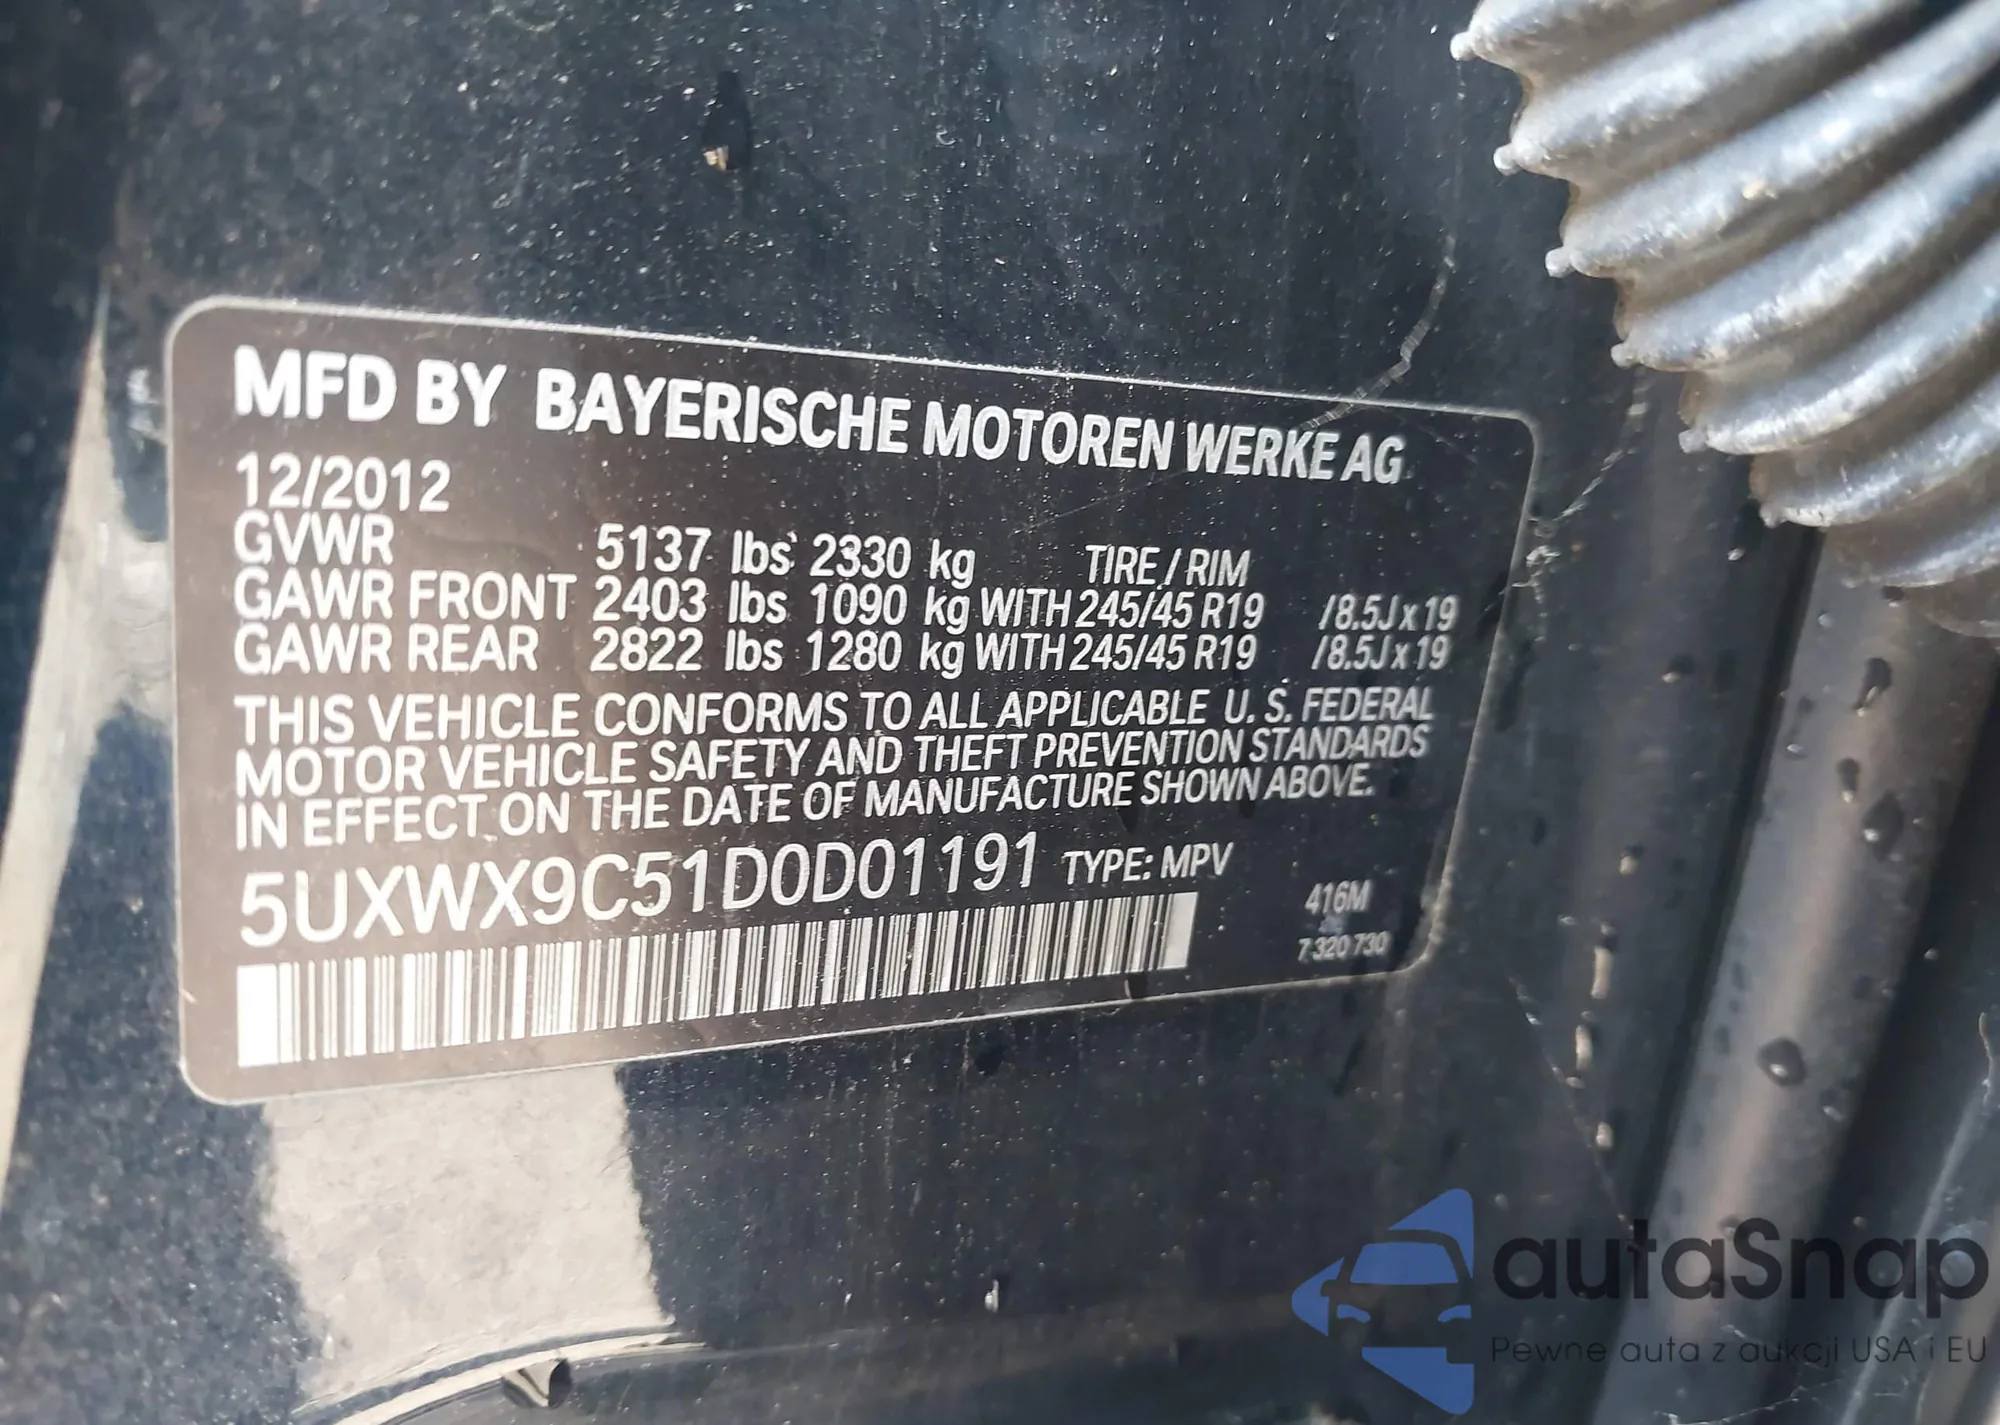 MFD BY BAYERISCHE MOTOREN WERKE AG
12/2012
GVWR 5137 lbs 2330 kg TIRE / RIM
GAWR FRONT 2403 lbs 1090 kg WITH 245/45 R19 /8.5J x 19
GAWR REAR 2822 lbs 1280 kg WITH 245/45 R19 /8.5J x 19
THIS VEHICLE CONFORMS TO ALL APPLICABLE U. S. FEDERAL
MOTOR VEHICLE SAFETY AND THEFT PREVENTION STANDARDS
IN EFFECT ON THE DATE OF MANUFACTURE SHOWN ABOVE.
5UXWX9C51D0D01191 TYPE: MPV
416M
7 320 730
autaSnap
Pewne auta z aukcji USA i EU